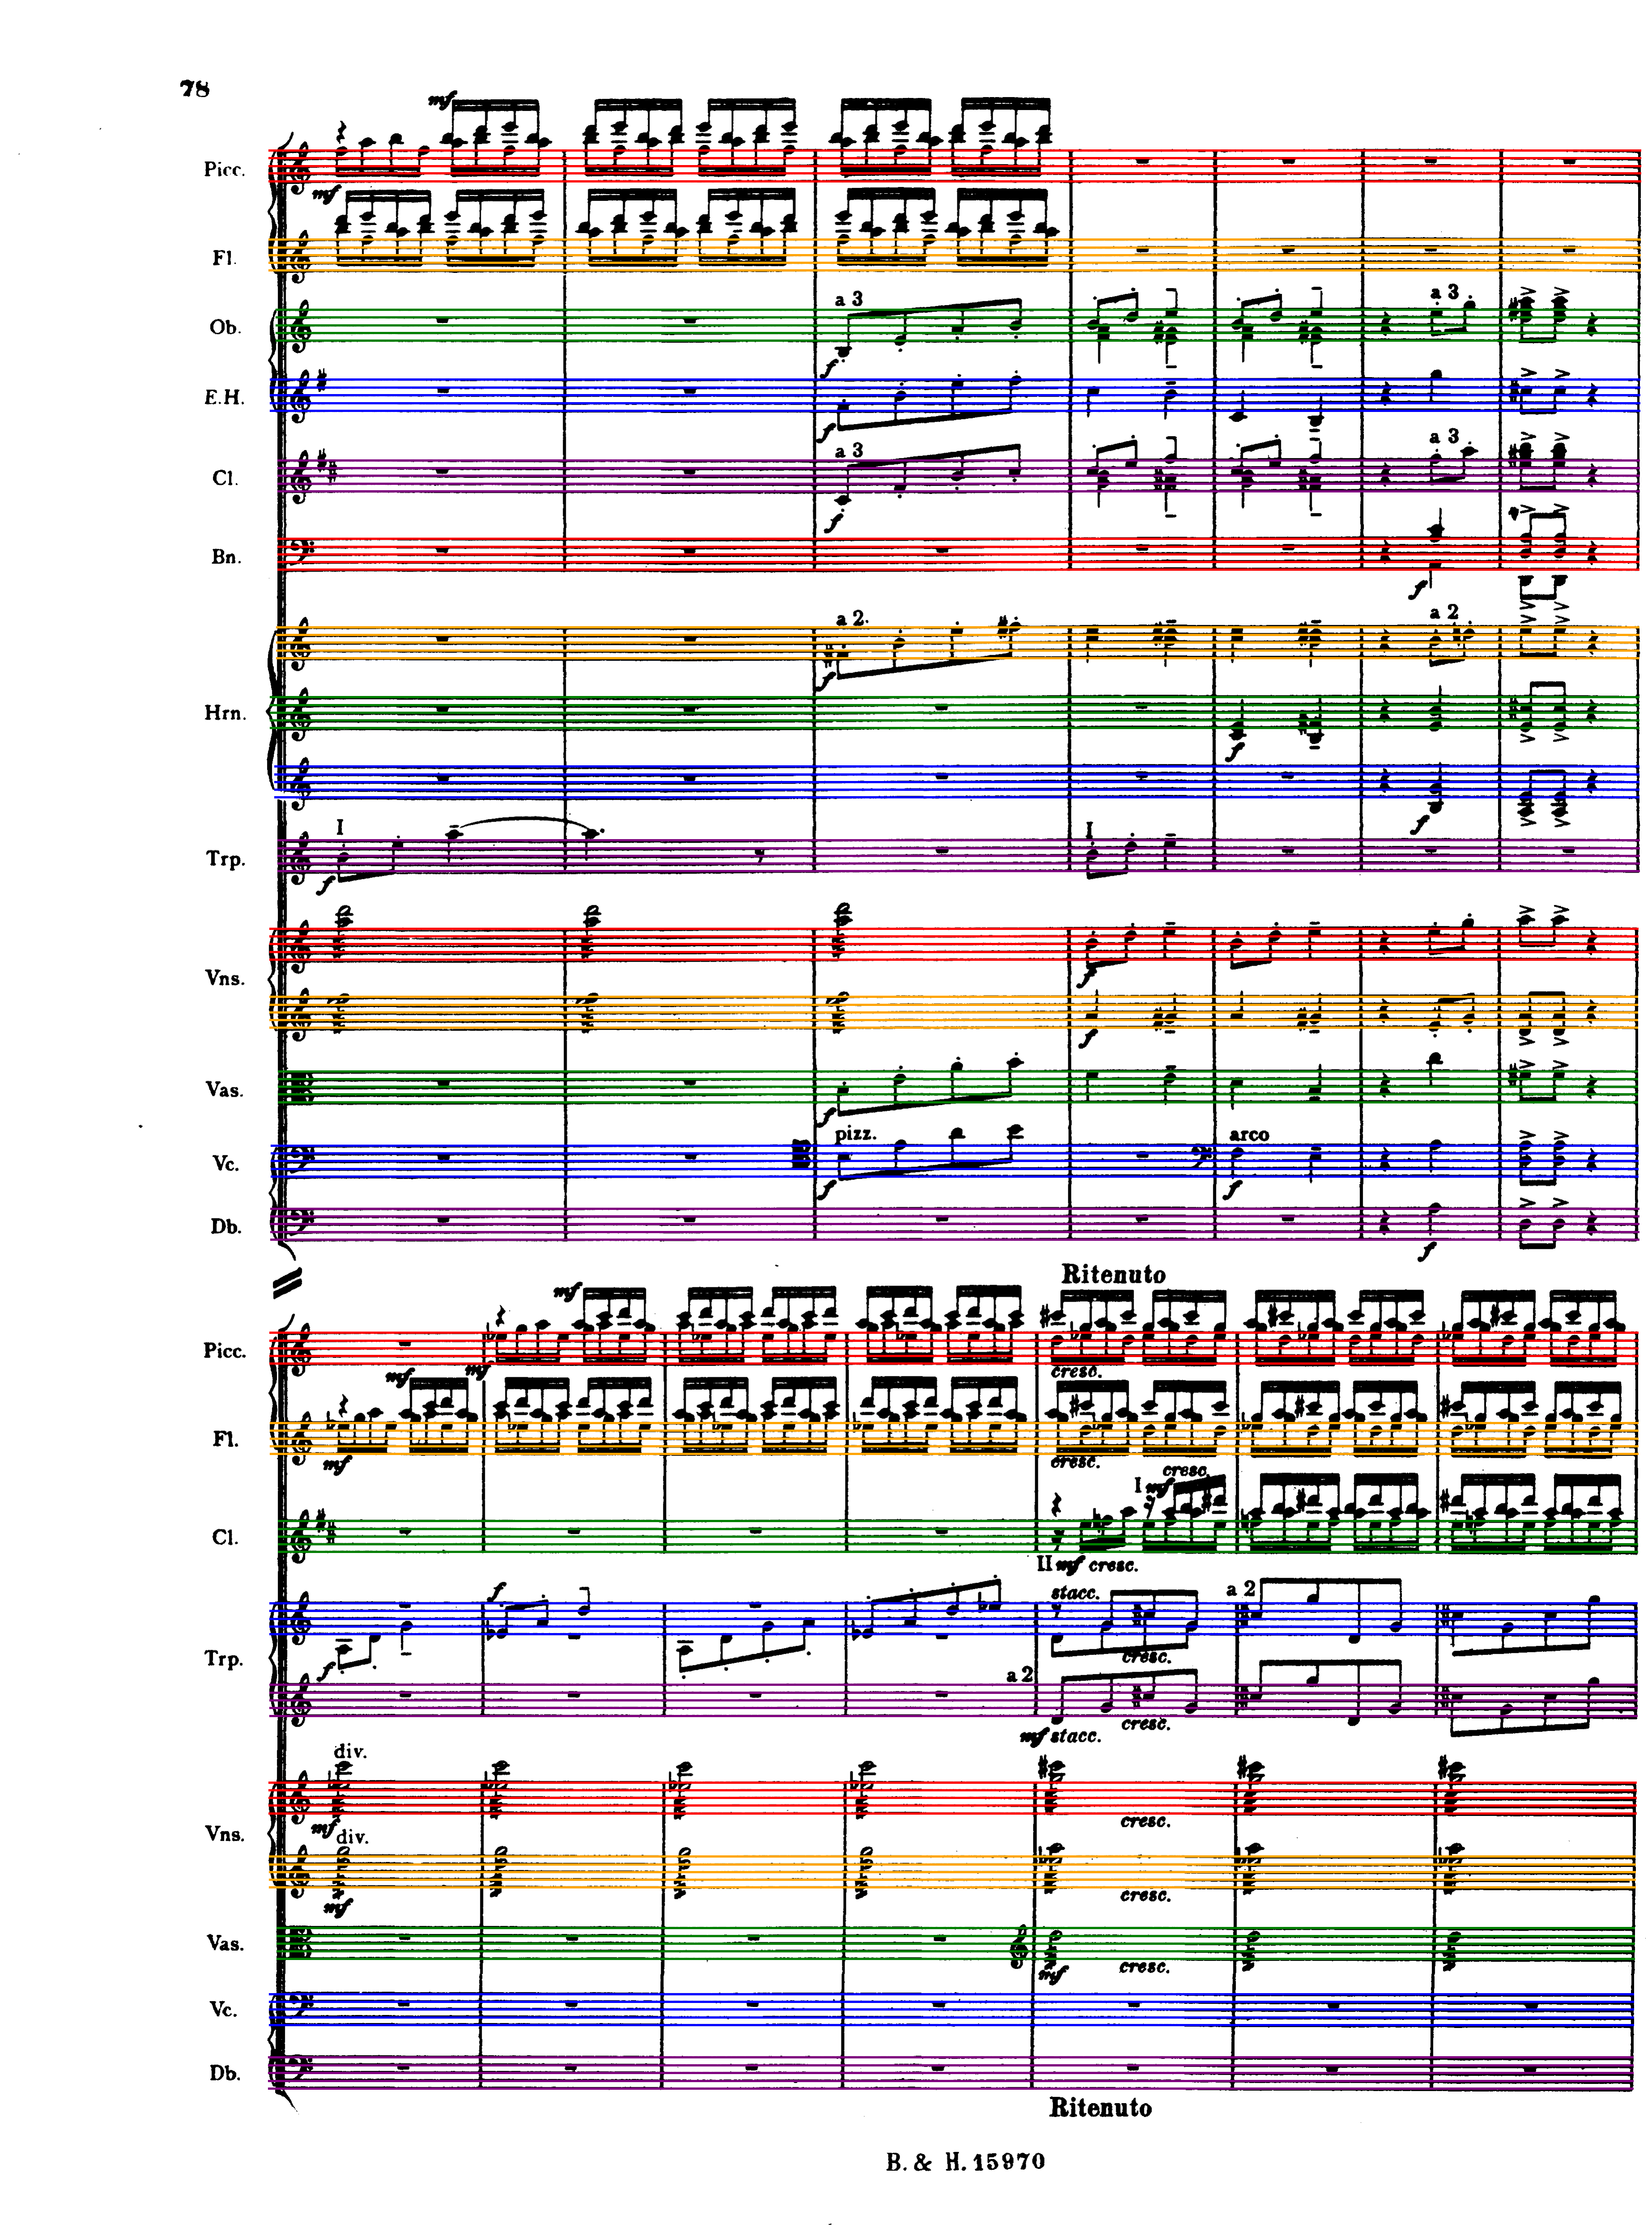 78
mf
Picc.
mf
Fl.
a 3 a 3
Ob.
f
E.H.
f
a 3 a 3
Cl.
f
Bn.
f
a 2. a 2
f
Hrn.
f
f
I I
Trp.
f
Vns.
f
f
Vas.
f
pizz. arco
Vc.
f f
Db.
f
Ritenuto
mf
Picc.
mf mf
cresc.
Fl.
mf cresc.
I mf cresc.
Cl.
II mf cresc.
f stacc. a 2
f cresc.
Trp.
a 2
mf stacc. cresc.
div.
mf cresc.
Vns.
div.
mf cresc.
Vas.
mf cresc.
Vc.
Db.
Ritenuto
B. & H. 15970